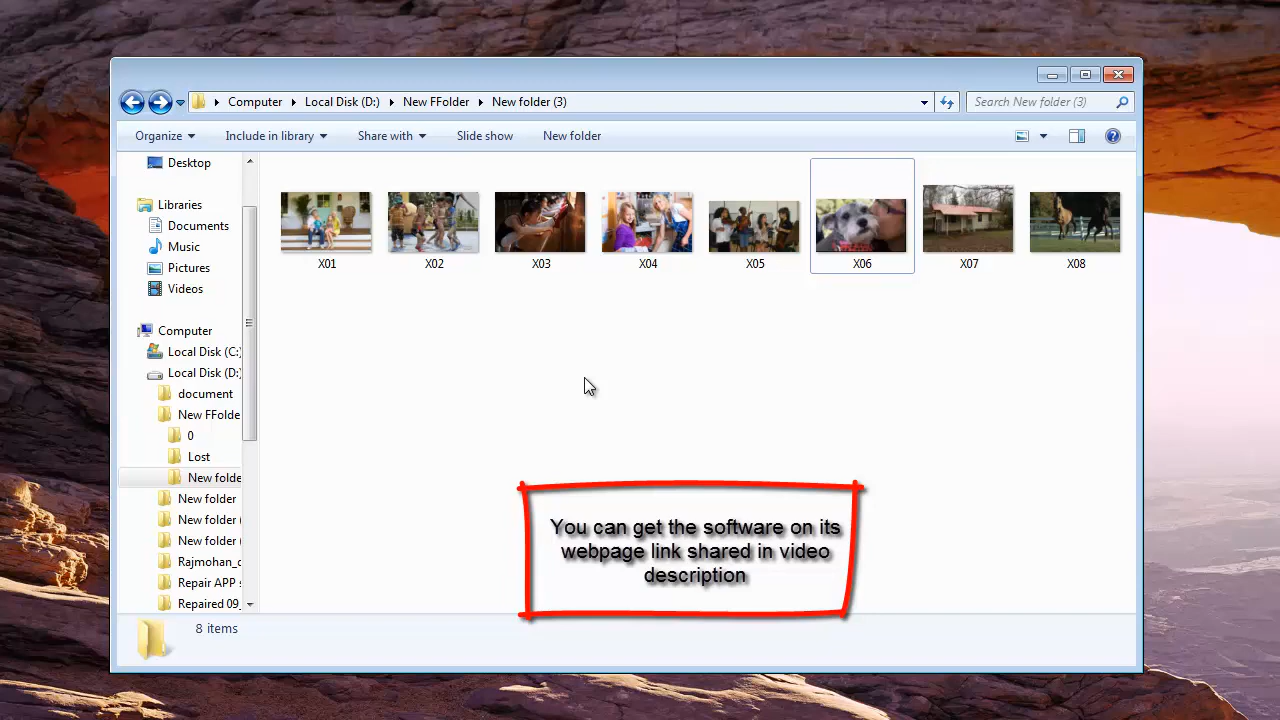 Computer
Local Disk (D:)
New FFolder
New folder (3)
Search New folder (3)
Organize
Include in library
Share with
Slide show
New folder
Desktop
Libraries
Documents
Music
Pictures
Videos
Computer
Local Disk (C:
Local Disk (D:
document
New FFolde
0
Lost
New folde
New folder
New folder (
New folder (
Rajmohan_c
Repair APP s
Repaired 09_
X01
X02
X03
X04
X05
X06
X07
X08
You can get the software on its
webpage link shared in video
description
8 items